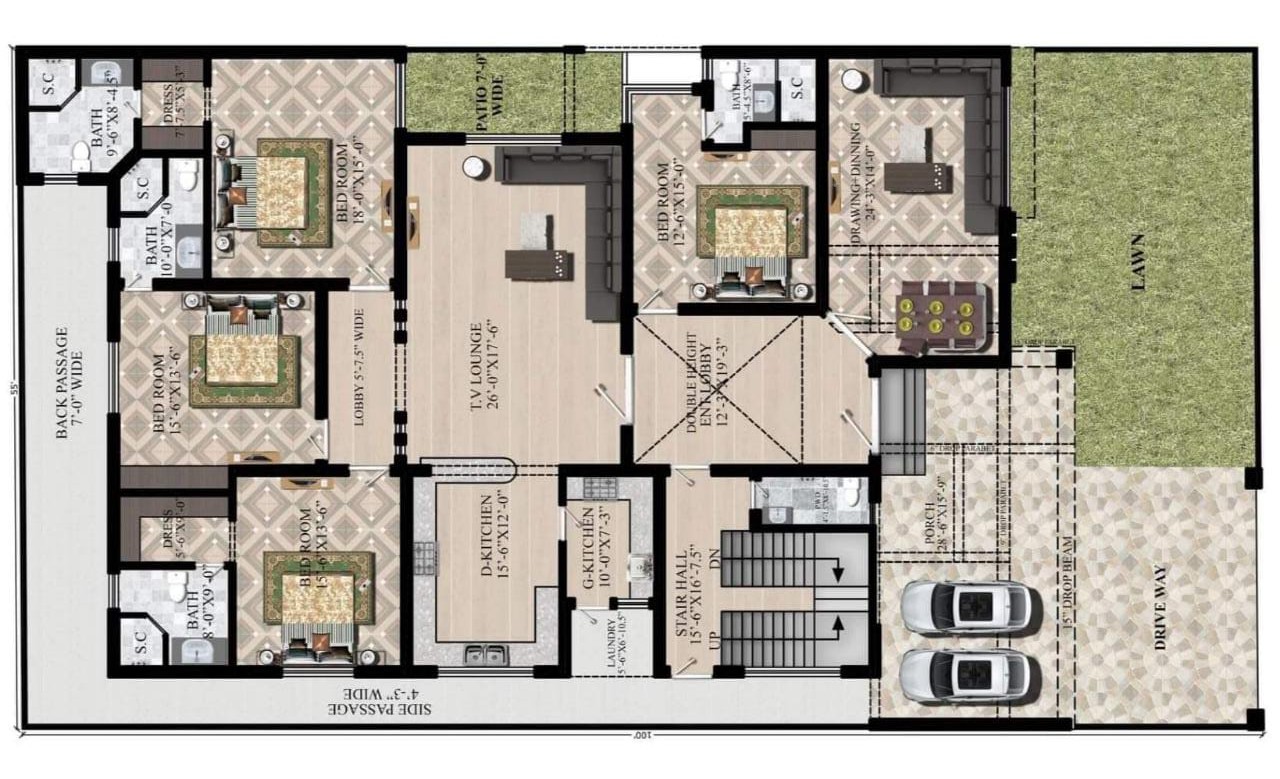 S.C
BATH
9'-6"X8'-4.5"
DRESS
7'-7.5"X5'-3"
BED ROOM
18'-0"X15'-0"
PATIO 7'-0"
WIDE
BATH
5'-4.5"X8'-6"
S.C
DRAWING+DINNING
24'-3"X14'-0"
S.C
BATH
10'-0"X7'-0
BED ROOM
12'-6"X15'-0"
LAWN
BACK PASSAGE
7'-0" WIDE
55'
BED ROOM
15'-6"X13'-6"
LOBBY 5'-7.5" WIDE
T.V LOUNGE
26'-0"X17'-6"
DOUBLE HEIGHT
ENT.LOBBY
12'-3"X19'-3"
6" DROP PARABET
DRESS
5'-6"X9'-0"
BED ROOM
15'-6"X13'-6"
D-KITCHEN
15'-6"X12'-0"
G-KITCHEN
10'-0"X7'-3"
STAIR HALL
15'-6"X16'-7.5"
DN
UP
PORCH
28'-6"X15'-9"
15" DROP BEAM
DRIVE WAY
BATH
8'-0"X9'-0"
S.C
LAUNDRY
5'-6"X6'-10.5"
SIDE PASSAGE
4'-3" WIDE
100'